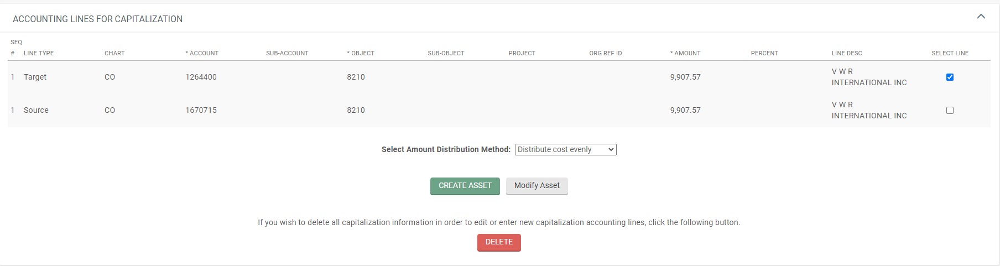 ACCOUNTING LINES FOR CAPITALIZATION
SEQ # LINE TYPE CHART * ACCOUNT SUB-ACCOUNT * OBJECT SUB-OBJECT PROJECT ORG REF ID * AMOUNT PERCENT LINE DESC SELECT LINE
1 Target CO 1264400 8210 9,907.57 V W R
INTERNATIONAL INC
1 Source CO 1670715 8210 9,907.57 V W R
INTERNATIONAL INC
Select Amount Distribution Method: Distribute cost evenly
CREATE ASSET Modify Asset
If you wish to delete all capitalization information in order to edit or enter new capitalization accounting lines, click the following button.
DELETE